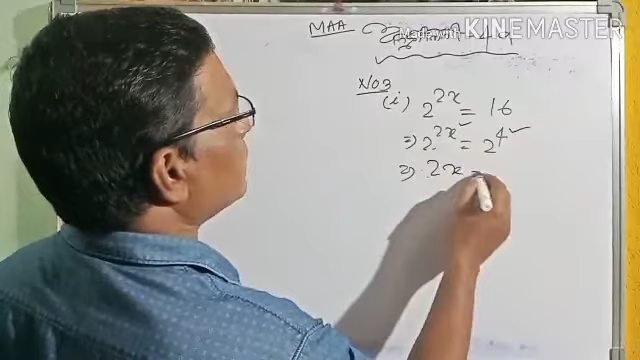 MAA
KINEMASTER
NO3
(i) 2^{2x} = 16
⇒ 2^{2x} = 2^4
⇒ 2x =